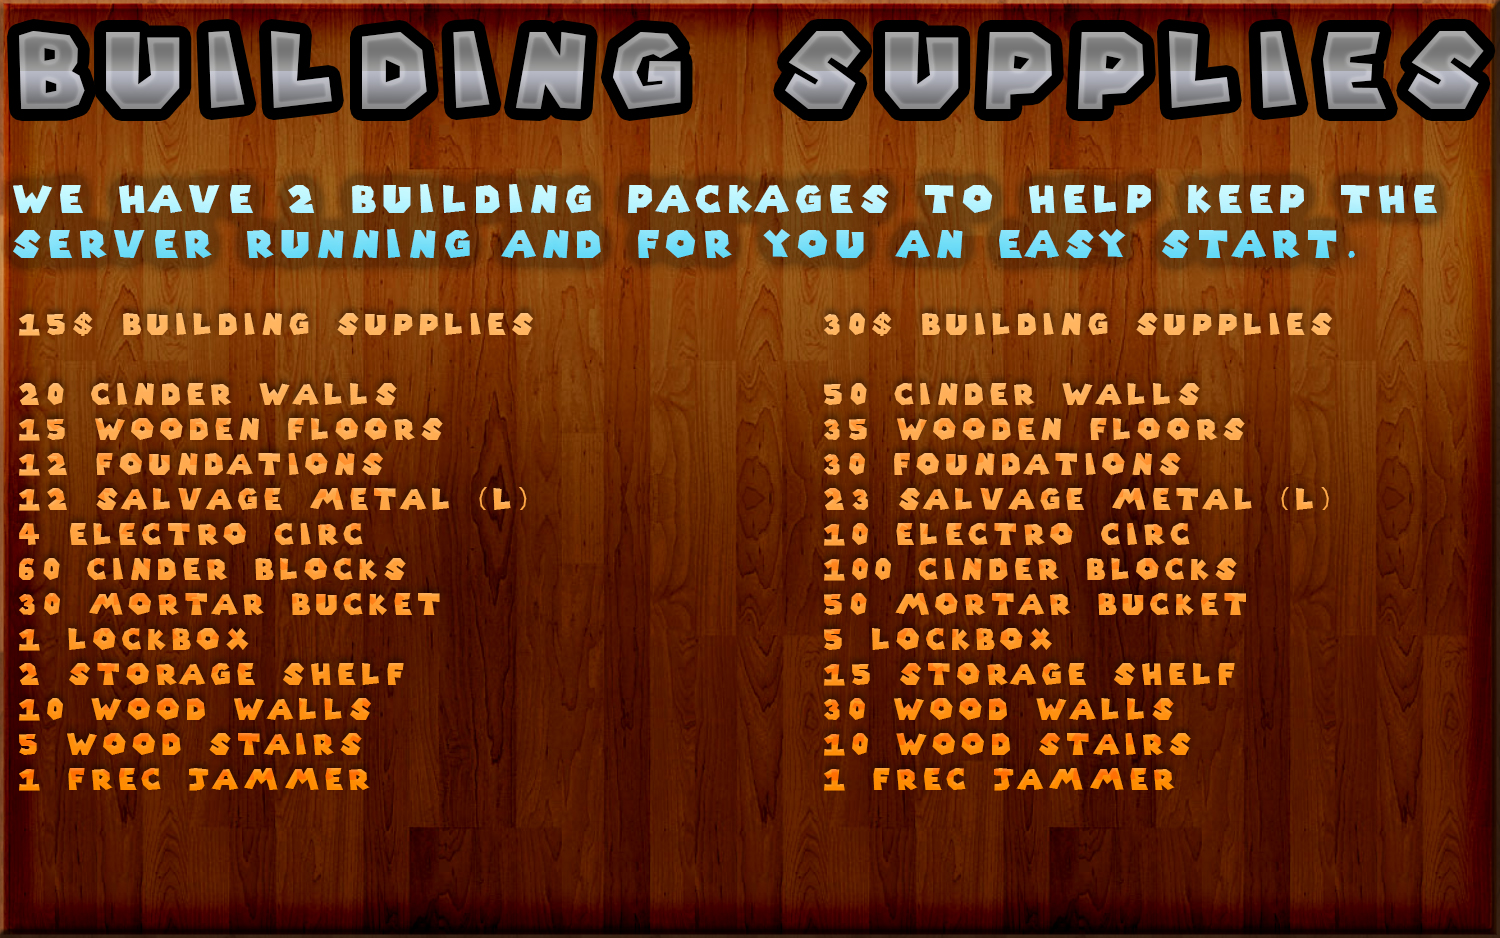 BUILDING SUPPLIES
WE HAVE 2 BUILDING PACKAGES TO HELP KEEP THE
SERVER RUNNING AND FOR YOU AN EASY START.
15$ BUILDING SUPPLIES
20 CINDER WALLS
15 WOODEN FLOORS
12 FOUNDATIONS
12 SALVAGE METAL (L)
4 ELECTRO CIRC
60 CINDER BLOCKS
30 MORTAR BUCKET
1 LOCKBOX
2 STORAGE SHELF
10 WOOD WALLS
5 WOOD STAIRS
1 FREC JAMMER
30$ BUILDING SUPPLIES
50 CINDER WALLS
35 WOODEN FLOORS
30 FOUNDATIONS
23 SALVAGE METAL (L)
10 ELECTRO CIRC
100 CINDER BLOCKS
50 MORTAR BUCKET
5 LOCKBOX
15 STORAGE SHELF
30 WOOD WALLS
10 WOOD STAIRS
1 FREC JAMMER